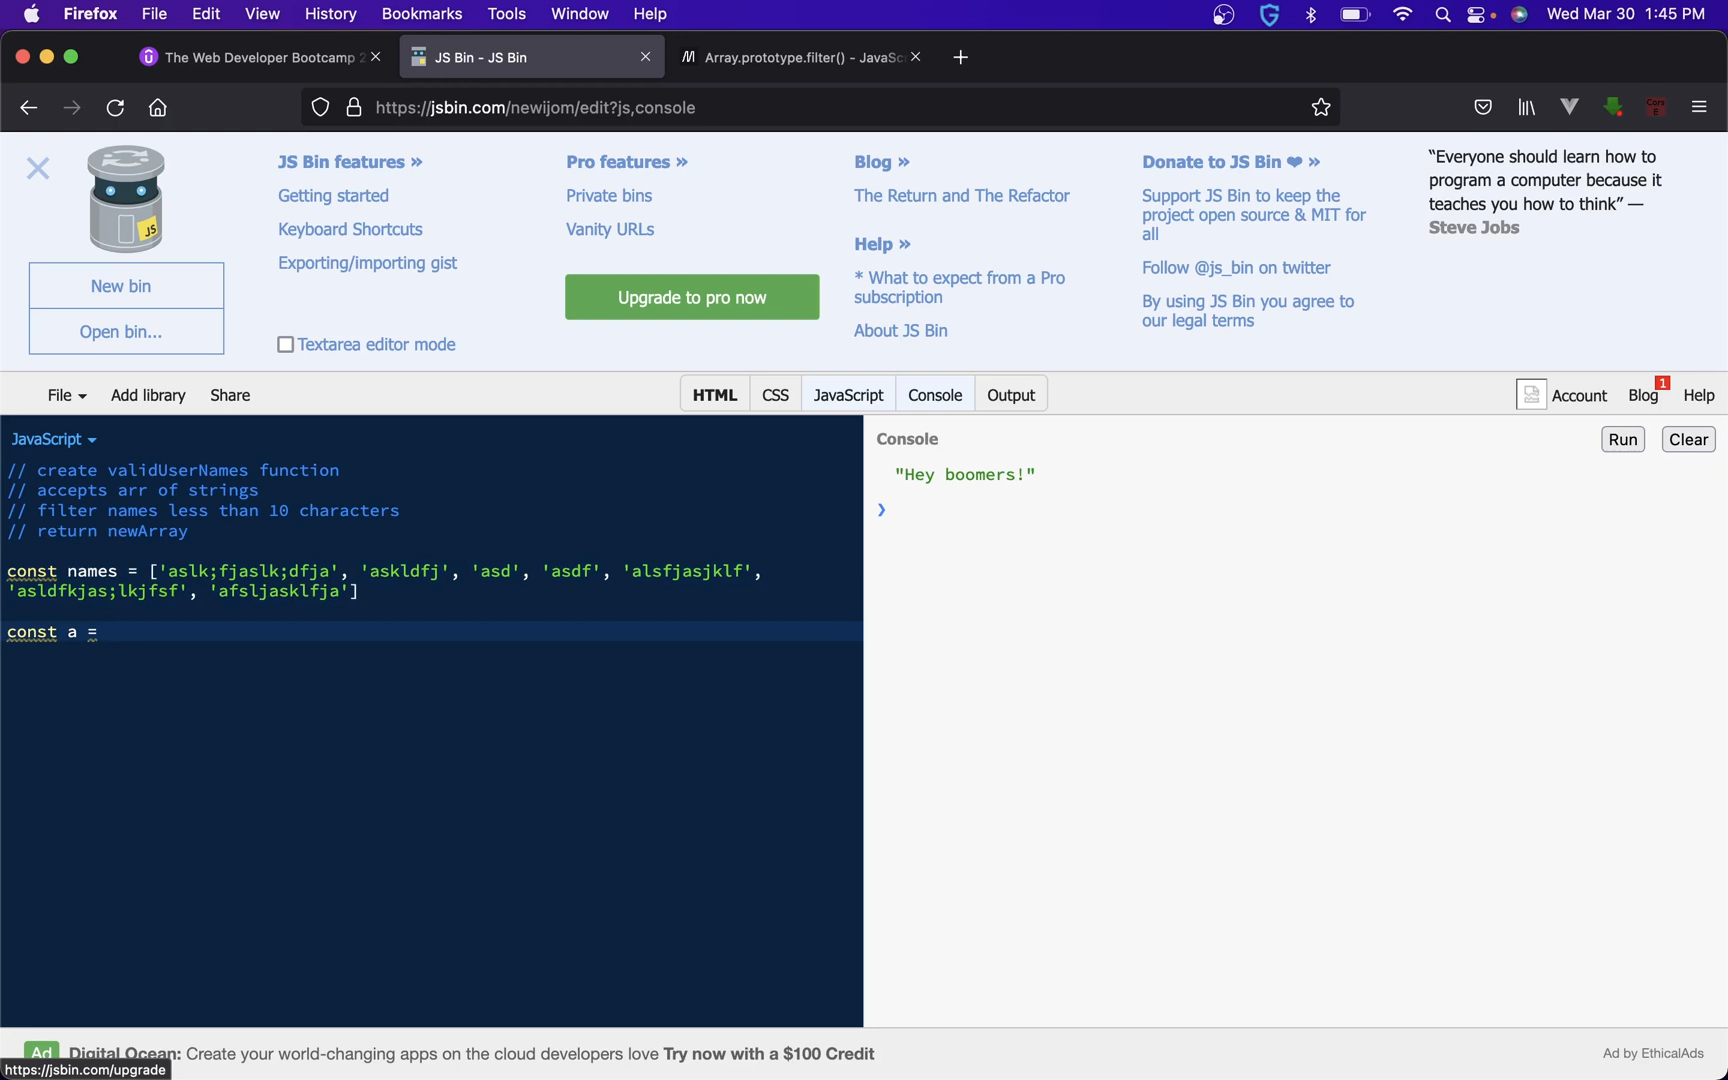 Firefox File Edit View History Bookmarks Tools Window Help Wed Mar 30 1:45 PM
The Web Developer Bootcamp 2
JS Bin - JS Bin
Array.prototype.filter() - JavaSc
https://jsbin.com/newijom/edit?js,console
JS
New bin
Open bin...
JS Bin features »
Getting started
Keyboard Shortcuts
Exporting/importing gist
Textarea editor mode
Pro features »
Private bins
Vanity URLs
Upgrade to pro now
Blog »
The Return and The Refactor
Help »
* What to expect from a Pro
subscription
About JS Bin
Donate to JS Bin ❤ »
Support JS Bin to keep the
project open source & MIT for
all
Follow @js_bin on twitter
By using JS Bin you agree to
our legal terms
“Everyone should learn how to
program a computer because it
teaches you how to think” —
Steve Jobs
File Add library Share HTML CSS JavaScript Console Output Account Blog 1 Help
JavaScript
// create validUserNames function
// accepts arr of strings
// filter names less than 10 characters
// return newArray
const names = ['aslk;fjaslk;dfja', 'askldfj', 'asd', 'asdf', 'alsfjasjklf',
'asldfkjas;lkjfsf', 'afsljasklfja']
const a =
Console Run Clear
"Hey boomers!"
Ad Digital Ocean: Create your world-changing apps on the cloud developers love Try now with a $100 Credit
Ad by EthicalAds
https://jsbin.com/upgrade